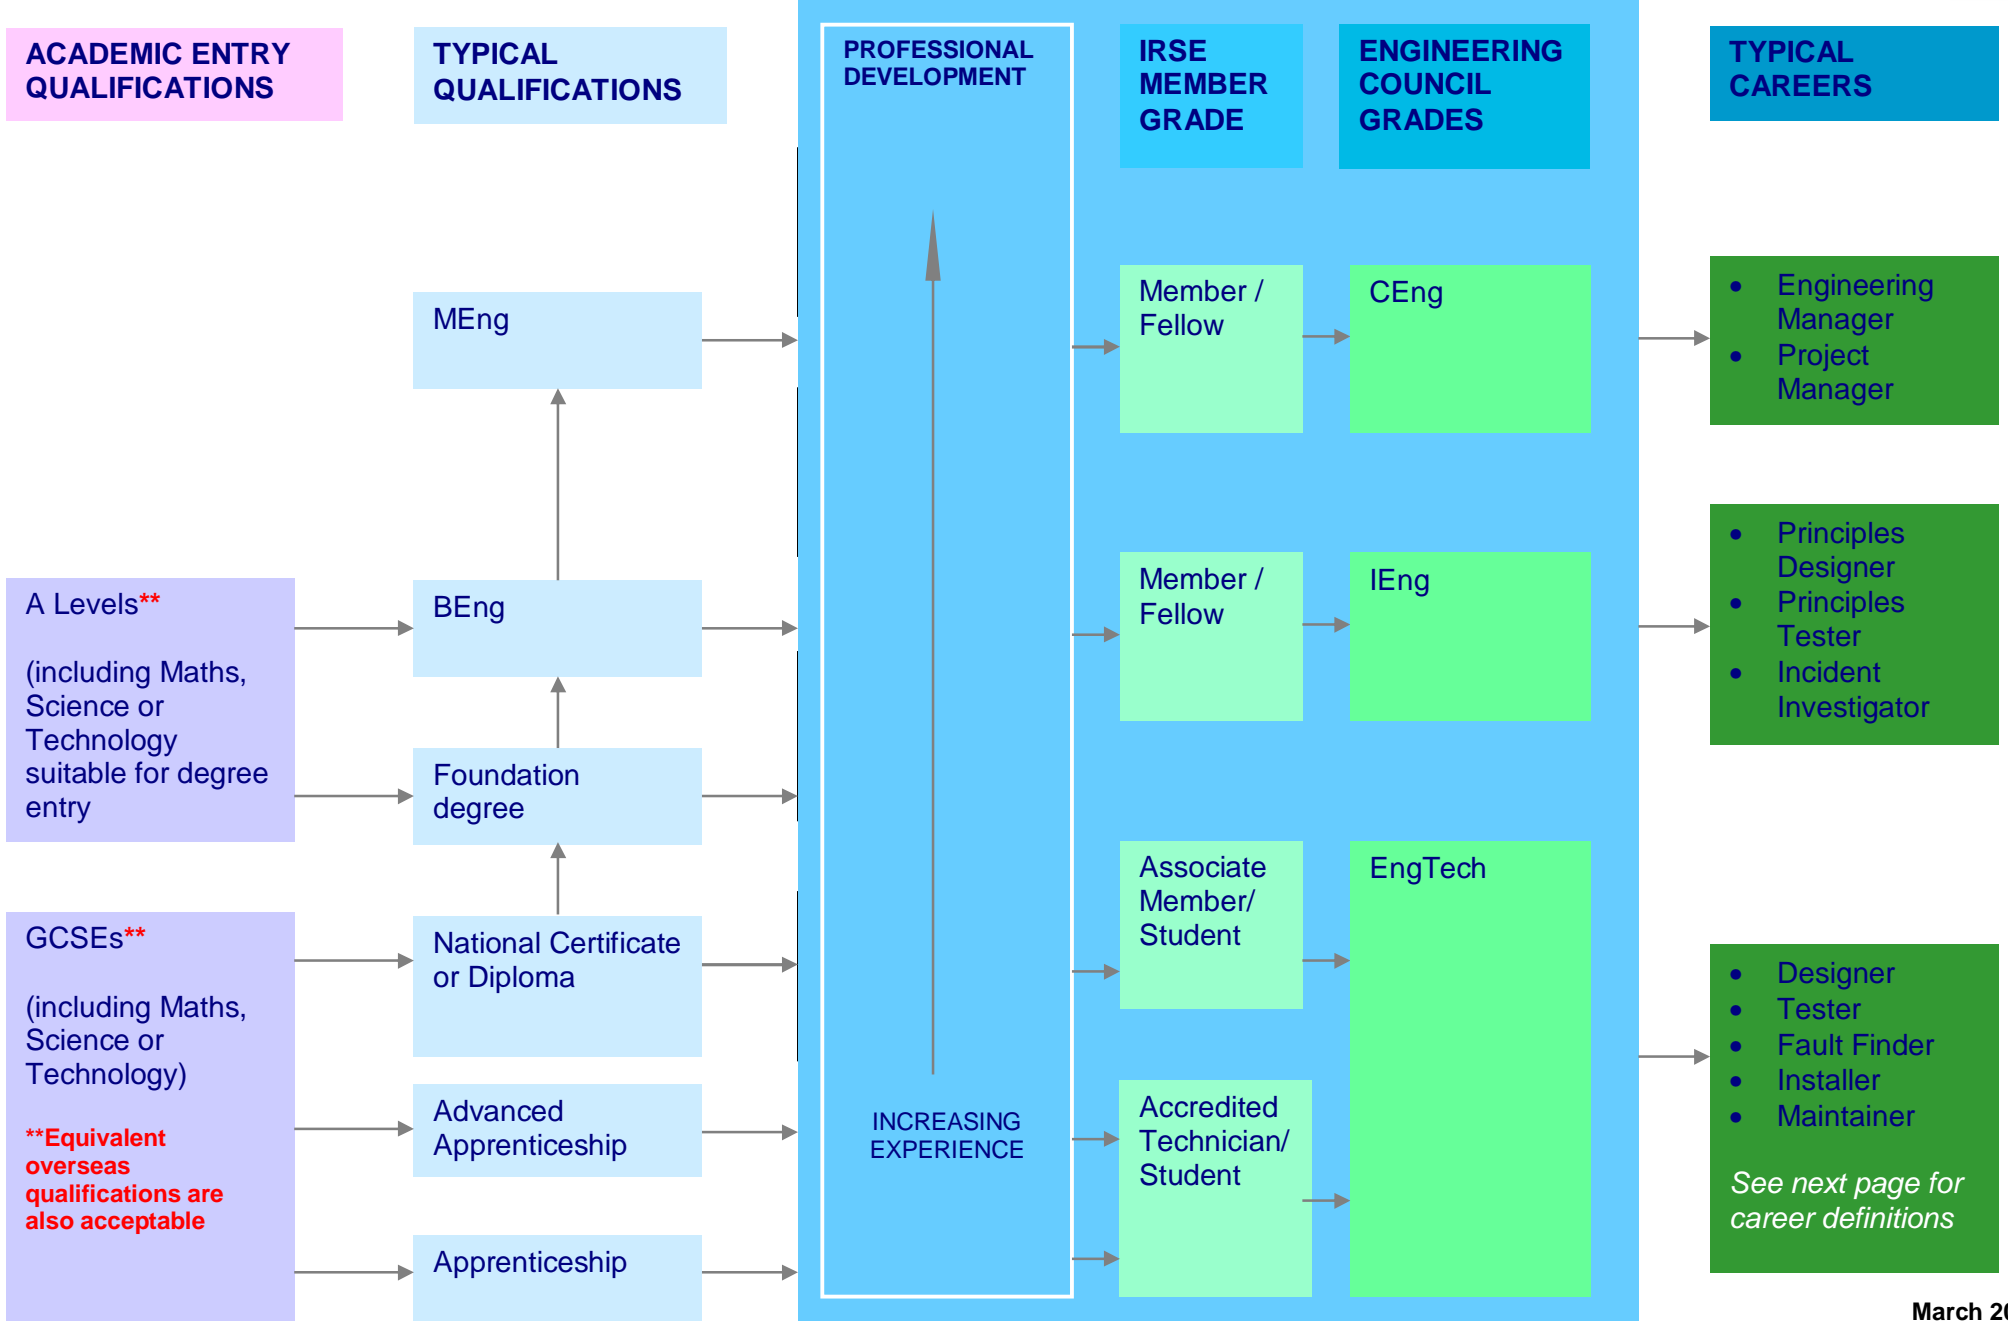 ACADEMIC ENTRY
QUALIFICATIONS
TYPICAL
QUALIFICATIONS
PROFESSIONAL
DEVELOPMENT
IRSE
MEMBER
GRADE
ENGINEERING
COUNCIL
GRADES
TYPICAL
CAREERS
MEng
Member /
Fellow
CEng
• Engineering
Manager
• Project
Manager
A Levels**
(including Maths,
Science or
Technology
suitable for degree
entry
BEng
Member /
Fellow
IEng
• Principles
Designer
• Principles
Tester
• Incident
Investigator
Foundation
degree
GCSEs**
(including Maths,
Science or
Technology)
**Equivalent
overseas
qualifications are
also acceptable
National Certificate
or Diploma
Associate
Member/
Student
EngTech
• Designer
• Tester
• Fault Finder
• Installer
• Maintainer
See next page for
career definitions
Advanced
Apprenticeship
INCREASING
EXPERIENCE
Accredited
Technician/
Student
Apprenticeship
March